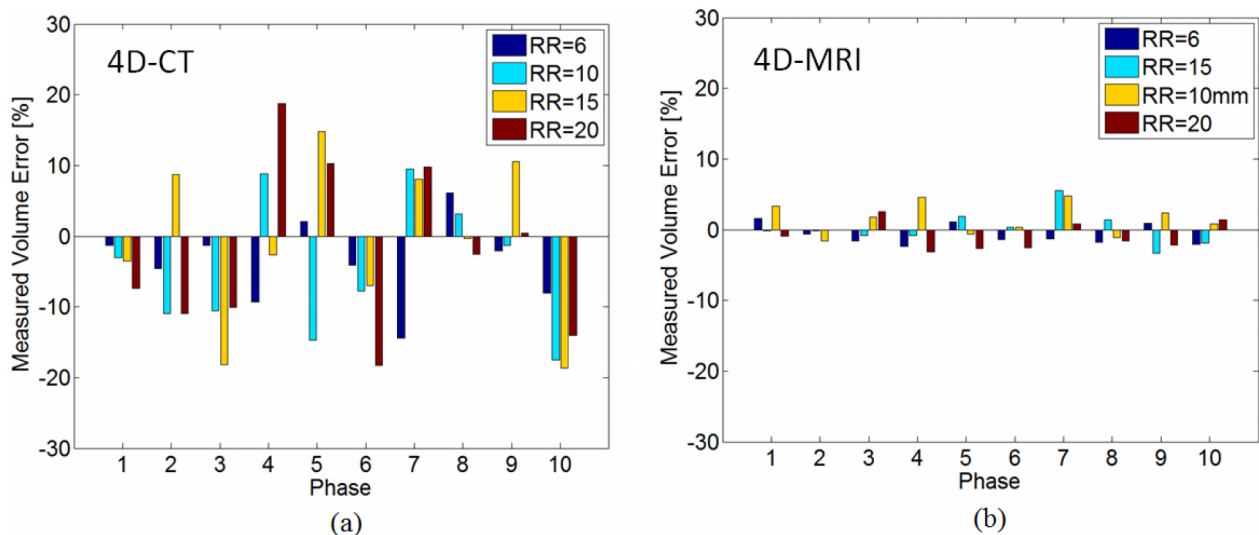 4D-CT
RR=6
RR=10
RR=15
RR=20
Measured Volume Error [%]
30
20
10
0
-10
-20
-30
1 2 3 4 5 6 7 8 9 10
Phase
(a)
4D-MRI
RR=6
RR=15
RR=10mm
RR=20
Measured Volume Error [%]
30
20
10
0
-10
-20
-30
1 2 3 4 5 6 7 8 9 10
Phase
(b)